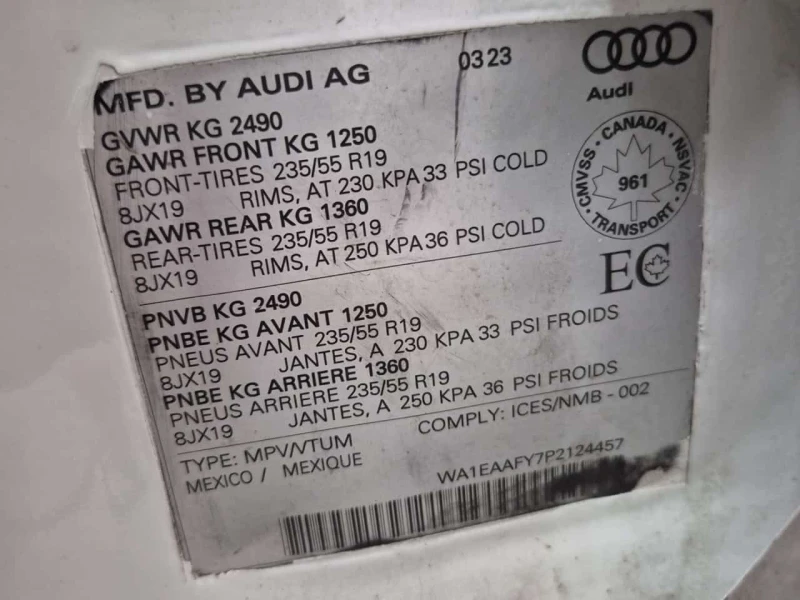 MFD. BY AUDI AG 03 23
Audi
GVWR KG 2490
GAWR FRONT KG 1250
FRONT-TIRES 235/55 R19
8JX19 RIMS, AT 230 KPA 33 PSI COLD
GAWR REAR KG 1360
REAR-TIRES 235/55 R19
8JX19 RIMS, AT 250 KPA 36 PSI COLD
CMVSS - CANADA - NSVAC - TRANSPORT -
961
EC
PNVB KG 2490
PNBE KG AVANT 1250
PNEUS AVANT 235/55 R19
8JX19 JANTES, A 230 KPA 33 PSI FROIDS
PNBE KG ARRIERE 1360
PNEUS ARRIERE 235/55 R19
8JX19 JANTES, A 250 KPA 36 PSI FROIDS
TYPE: MPV/VTUM COMPLY: ICES/NMB - 002
MEXICO / MEXIQUE
WA1EAAFY7P2124457